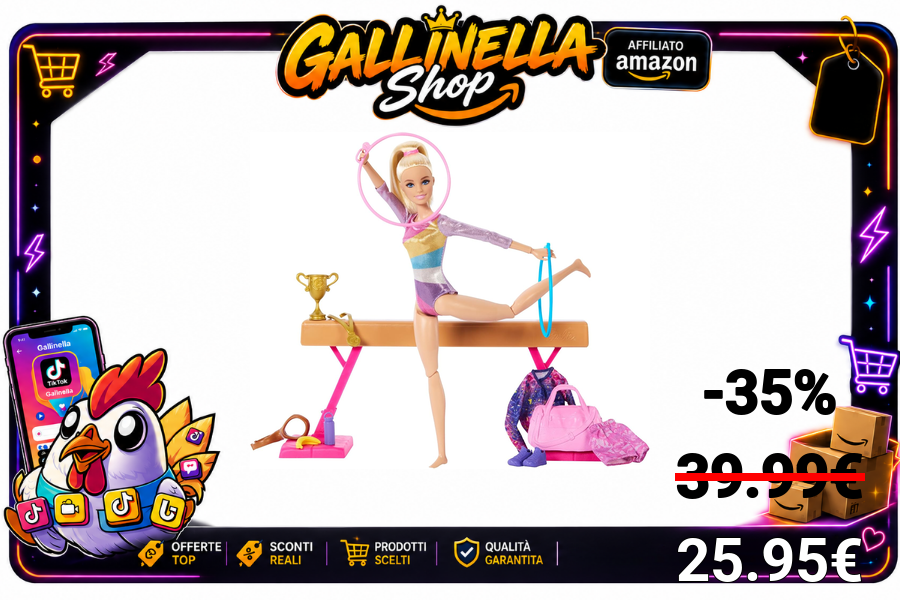 GALLINELLA
Shop
AFFILIATO
amazon
Gallinella
TikTok
Gallinella
-35%
39.99€
25.95€
OFFERTE
TOP
SCONTI
REALI
PRODOTTI
SCELTI
QUALITÀ
GARANTITA